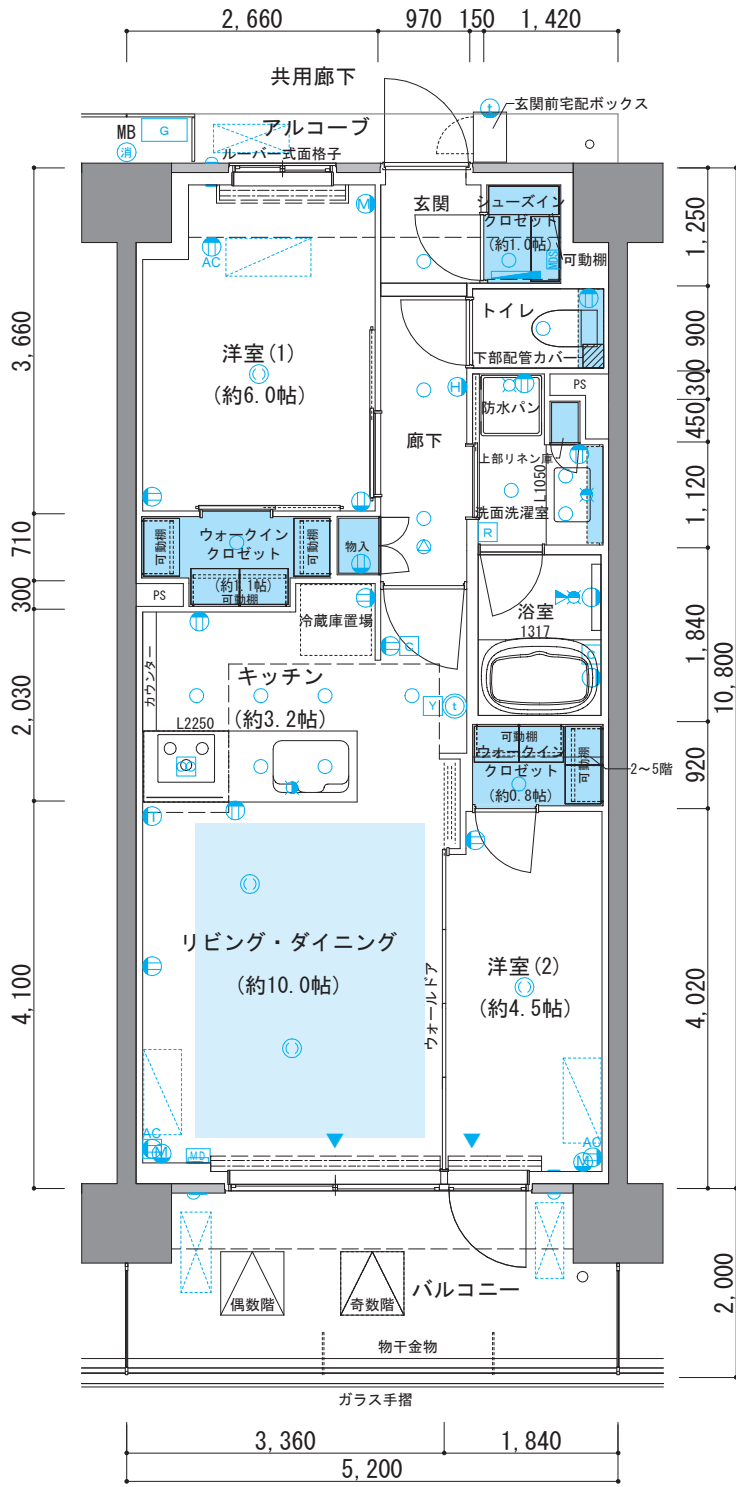 2,660
970
150
1,420
共用廊下
玄関前宅配ボックス
t
MB
G
消
アルコーブ
ルーバー式面格子
M
玄関
シューズイン
クロゼット
(約1.0帖)
可動棚
MDS
1,250
AC
3,660
洋室(1)
(約6.0帖)
トイレ
下部配管カバー
900
300
H
PS
防水パン
450
廊下
上部リネン庫
L1050
洗面洗濯室
R
1,120
710
可動棚
ウォークイン
クロゼット
(約1.1帖)
可動棚
可動棚
物入
300
PS
冷蔵庫置場
浴室
1317
1,840
10,800
カウンター
キッチン
(約3.2帖)
C
Y
t
2,030
L2250
可動棚
ウォークイン
クロゼット
(約0.8帖)
可動棚
2～5階
920
T
リビング・ダイニング
(約10.0帖)
ウォールドア
洋室(2)
(約4.5帖)
4,100
4,020
AC
M
MD
AC
M
偶数階
奇数階
バルコニー
2,000
物干金物
ガラス手摺
3,360
1,840
5,200